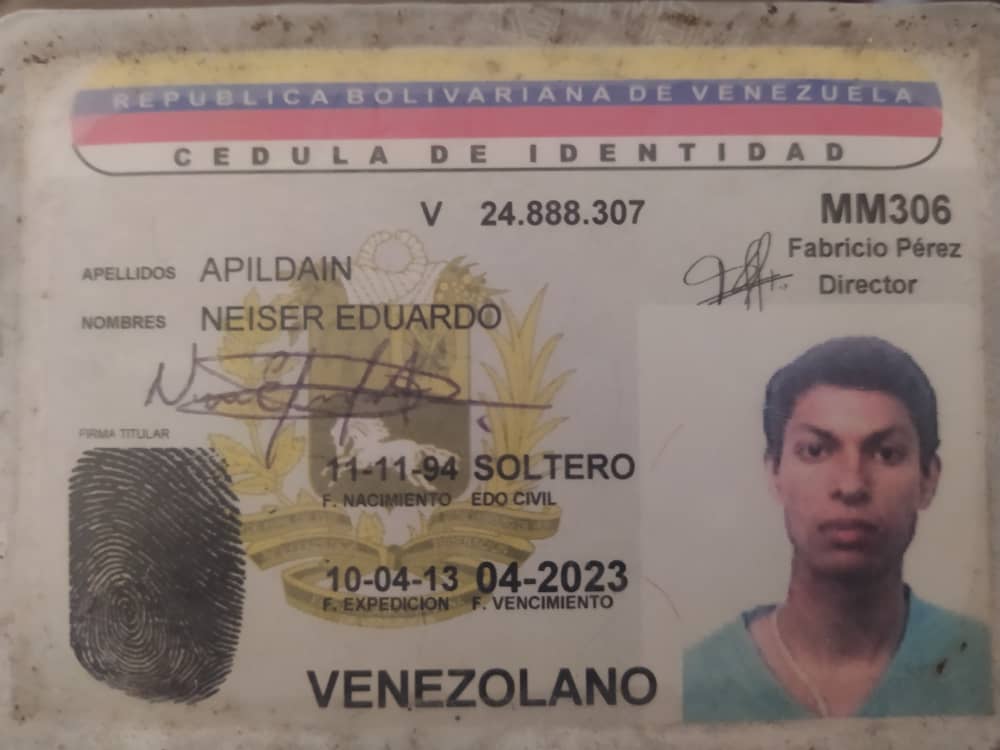 REPUBLICA BOLIVARIANA DE VENEZUELA
CEDULA DE IDENTIDAD
V 24.888.307
MM306
Fabricio Pérez
Director
APELLIDOS APILDAIN
NOMBRES NEISER EDUARDO
FIRMA TITULAR
11-11-94 SOLTERO
F. NACIMIENTO EDO CIVIL
10-04-13 04-2023
F. EXPEDICION F. VENCIMIENTO
VENEZOLANO